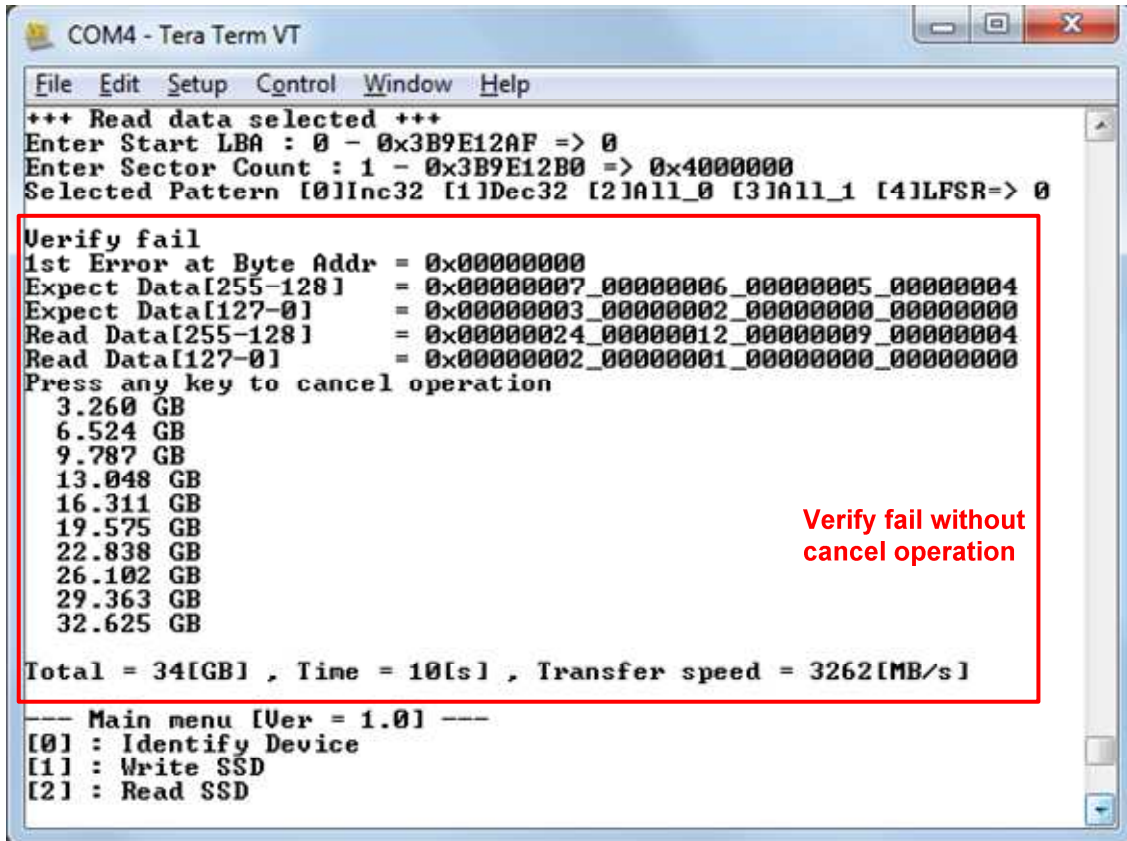 COM4 - Tera Term VT
File Edit Setup Control Window Help
+++ Read data selected +++
Enter Start LBA : 0 - 0x3B9E12AF => 0
Enter Sector Count : 1 - 0x3B9E12B0 => 0x4000000
Selected Pattern [0]Inc32 [1]Dec32 [2]All_0 [3]All_1 [4]LFSR=> 0
Verify fail
1st Error at Byte Addr = 0x00000000
Expect Data[255-128] = 0x00000007_00000006_00000005_00000004
Expect Data[127-0] = 0x00000003_00000002_00000000_00000000
Read Data[255-128] = 0x00000024_00000012_00000009_00000004
Read Data[127-0] = 0x00000002_00000001_00000000_00000000
Press any key to cancel operation
3.260 GB
6.524 GB
9.787 GB
13.048 GB
16.311 GB
19.575 GB
22.838 GB
26.102 GB
29.363 GB
32.625 GB
Verify fail without
cancel operation
Total = 34[GB] , Time = 10[s] , Transfer speed = 3262[MB/s]
--- Main menu [Ver = 1.0] ---
[0] : Identify Device
[1] : Write SSD
[2] : Read SSD